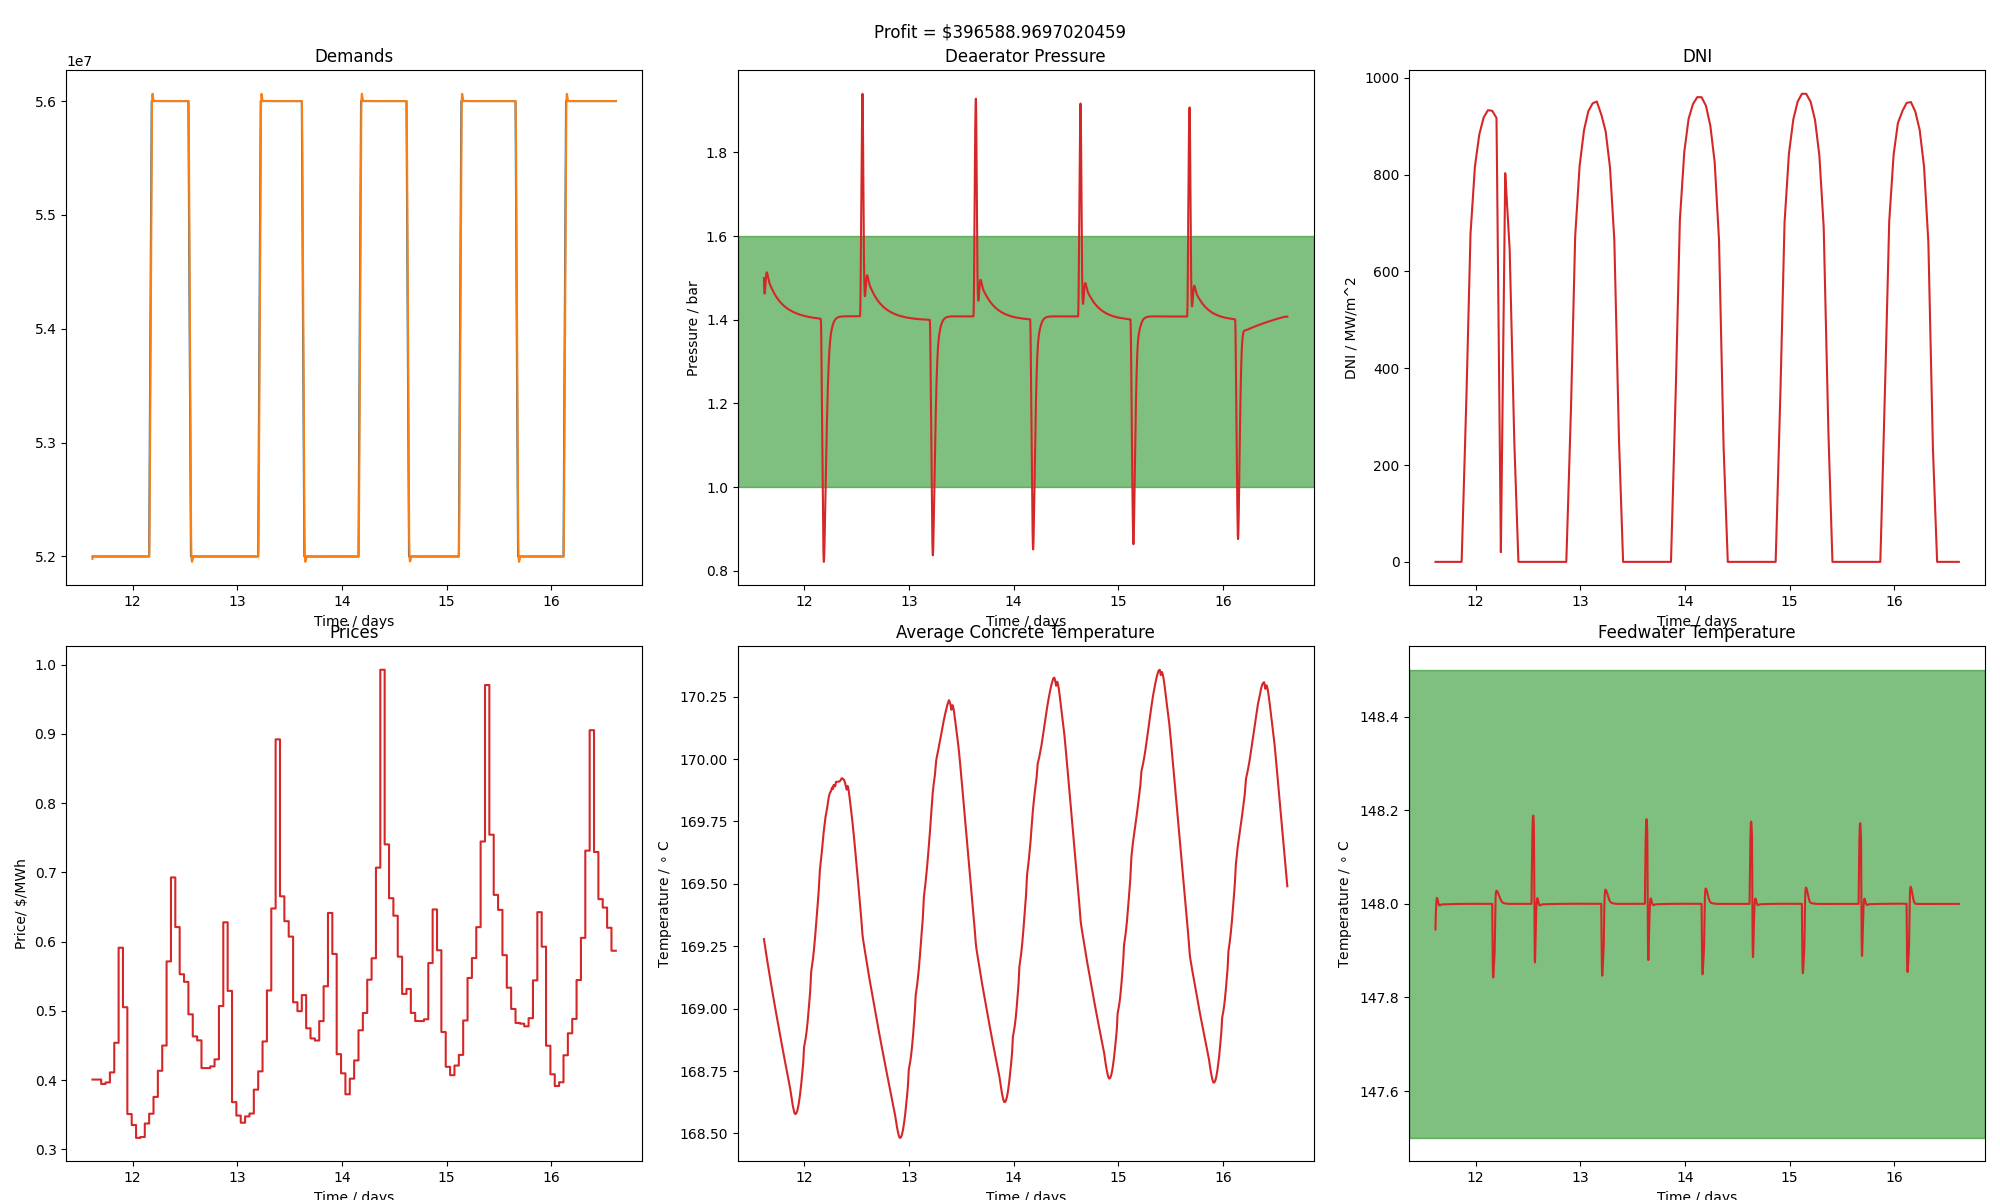 Profit = $396588.9697020459
Demands
1e7
5.6
5.5
5.4
5.3
5.2
12 13 14 15 16
Time / days
Deaerator Pressure
Pressure / bar
1.8
1.6
1.4
1.2
1.0
0.8
12 13 14 15 16
Time / days
DNI
DNI / MW/m^2
1000
800
600
400
200
0
12 13 14 15 16
Time / days
Prices
Price/ $/MWh
1.0
0.9
0.8
0.7
0.6
0.5
0.4
0.3
12 13 14 15 16
Time / days
Average Concrete Temperature
Temperature / ∘ C
170.25
170.00
169.75
169.50
169.25
169.00
168.75
168.50
12 13 14 15 16
Time / days
Feedwater Temperature
Temperature / ∘ C
148.4
148.2
148.0
147.8
147.6
12 13 14 15 16
Time / days